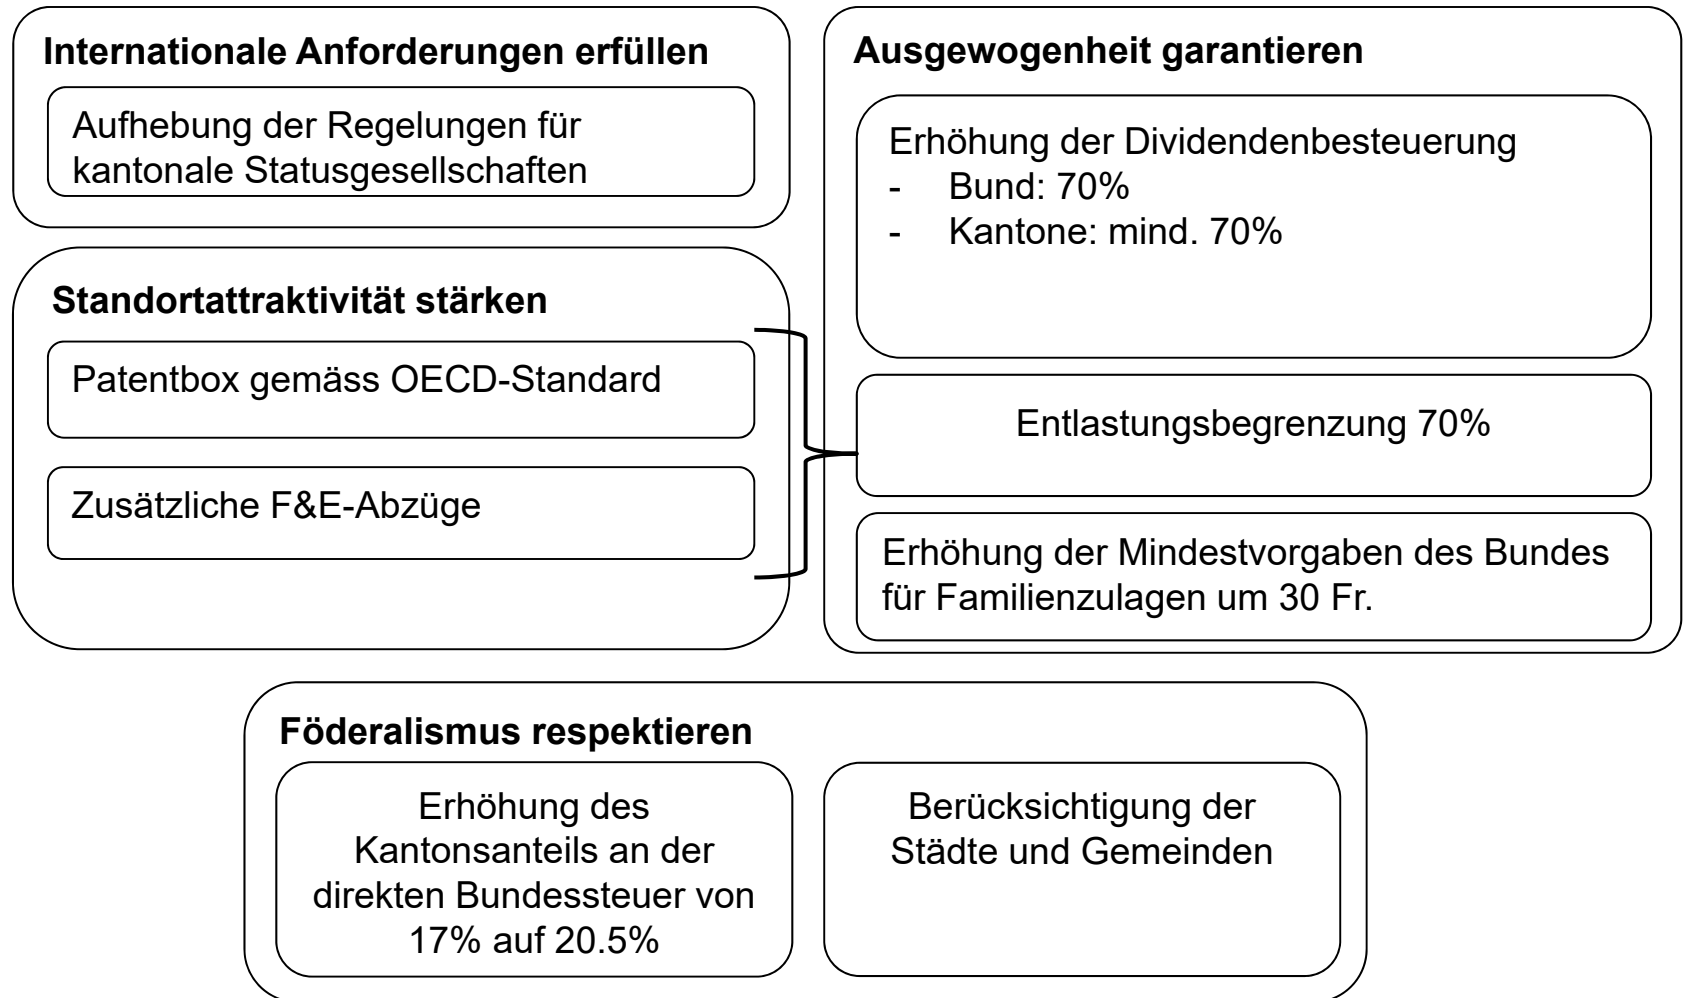 Internationale Anforderungen erfüllen
Aufhebung der Regelungen für
kantonale Statusgesellschaften
Standortattraktivität stärken
Patentbox gemäss OECD-Standard
Zusätzliche F&E-Abzüge
Ausgewogenheit garantieren
Erhöhung der Dividendenbesteuerung
- Bund: 70%
- Kantone: mind. 70%
Entlastungsbegrenzung 70%
Erhöhung der Mindestvorgaben des Bundes
für Familienzulagen um 30 Fr.
Föderalismus respektieren
Erhöhung des
Kantonsanteils an der
direkten Bundessteuer von
17% auf 20.5%
Berücksichtigung der
Städte und Gemeinden